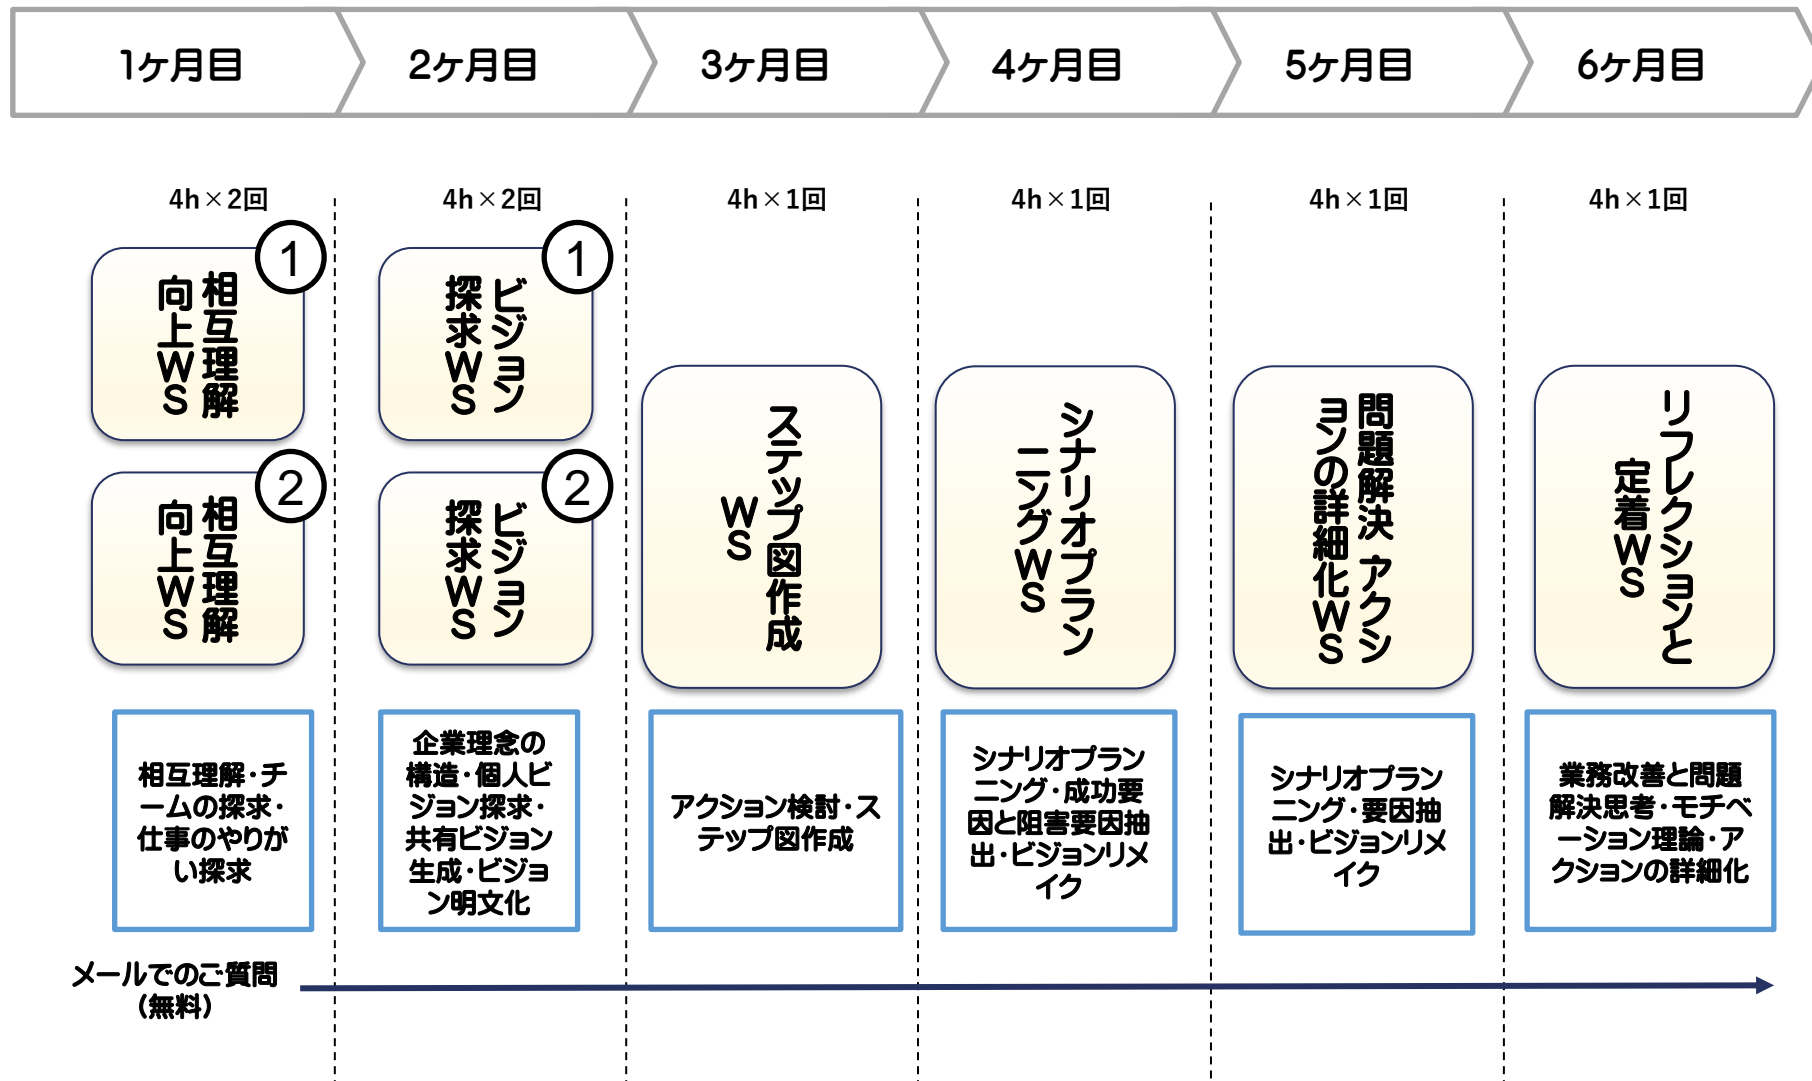 1ヶ月目
2ヶ月目
3ヶ月目
4ヶ月目
5ヶ月目
6ヶ月目
4h×2回
4h×2回
4h×1回
4h×1回
4h×1回
4h×1回
1
相互理解
向上WS
2
相互理解
向上WS
1
ビジョン
探求WS
2
ビジョン
探求WS
ステップ図作成
WS
シナリオプラン
ニングWS
問題解決 アクシ
ョンの詳細化WS
リフレクションと
定着WS
相互理解・チ
ームの探求・
仕事のやりが
い探求
企業理念の
構造・個人ビ
ジョン探求・
共有ビジョン
生成・ビジョ
ン明文化
アクション検討・ス
テップ図作成
シナリオプラン
ニング・成功要
因と阻害要因抽
出・ビジョンリメ
イク
シナリオプラン
ニング・要因抽
出・ビジョンリメ
イク
業務改善と問題
解決思考・モチベ
ーション理論・ア
クションの詳細化
メールでのご質問
（無料）